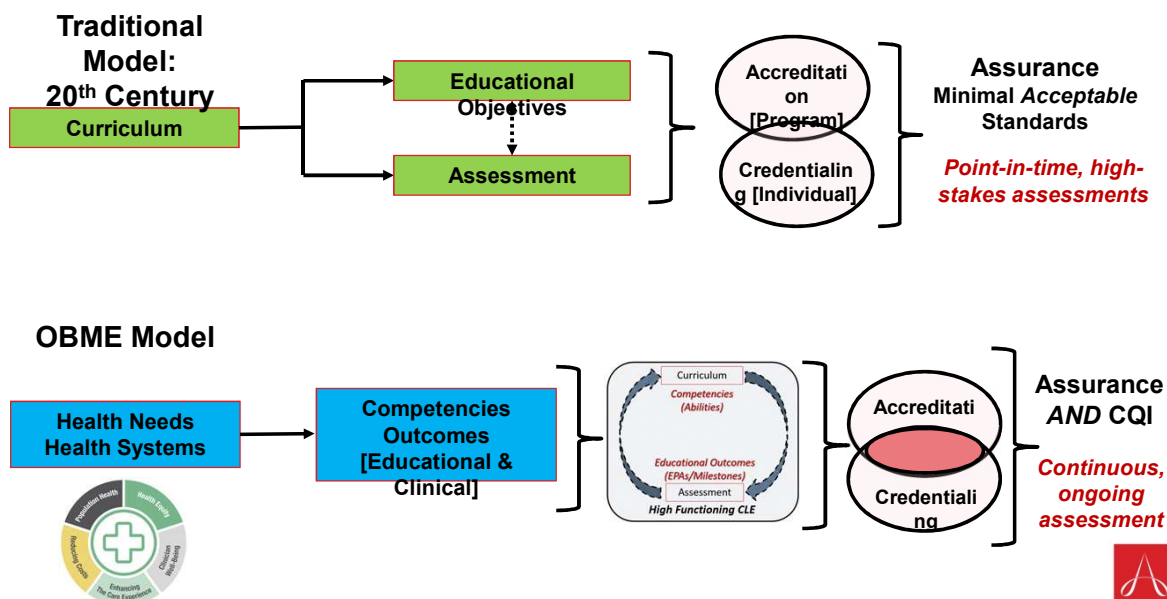 Traditional
Model:
20th Century
Curriculum
Educational
Objectives
Assessment
Accreditati
on
[Program]
Credentialin
g [Individual]
Assurance
Minimal Acceptable
Standards
Point-in-time, high-
stakes assessments
OBME Model
Health Needs
Health Systems
Competencies
Outcomes
[Educational &
Clinical]
Curriculum
Competencies
(Abilities)
Educational Outcomes
(EPAs/Milestones)
Assessment
High Functioning CLE
Accreditati
Credentiali
ng
Assurance
AND CQI
Continuous,
ongoing
assessment
Population Health
Health Equity
Clinician
Well-Being
Enhancing
The Care Experience
Reducing Costs